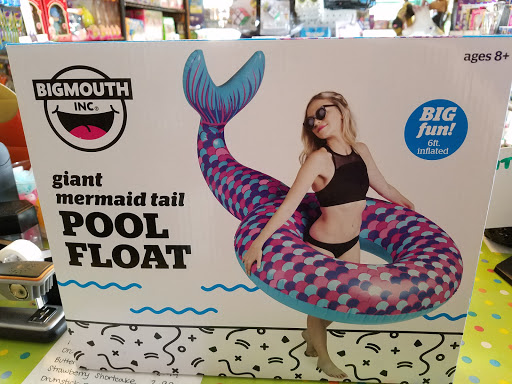 BIGMOUTH
INC.®
ages 8+
BIG
fun!
6ft.
inflated
giant
mermaid tail
POOL
FLOAT
Strawberry Shortcake